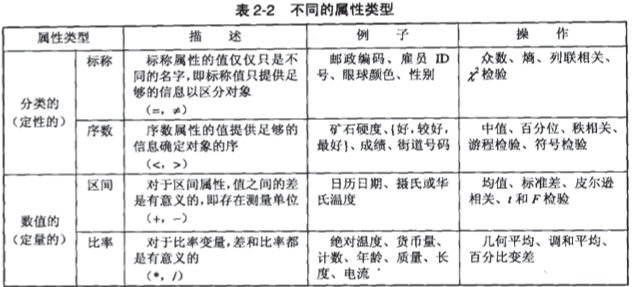 表 2-2 不同的属性类型
属性类型 描 述 例 子 操 作
分类的
(定性的)
标称
标称属性的值仅仅只是不
同的名字,即标称值只提供足
够的信息以区分对象
(=, ≠)
邮政编码、雇员 ID
号、眼球颜色、性别
众数、熵、列联相关、
χ² 检验
序数
序数属性的值提供足够的
信息确定对象的序
(<, >)
矿石硬度、{好,较好,
最好}、成绩、街道号码
中值、百分位、秩相关、
游程检验、符号检验
数值的
(定量的)
区间
对于区间属性,值之间的差
是有意义的,即存在测量单位
(+, -)
日历日期、摄氏或华
氏温度
均值、标准差、皮尔逊
相关、t 和 F 检验
比率
对于比率变量,差和比率都
是有意义的
(*, /)
绝对温度、货币量、
计数、年龄、质量、长
度、电流
几何平均、调和平均、
百分比变差